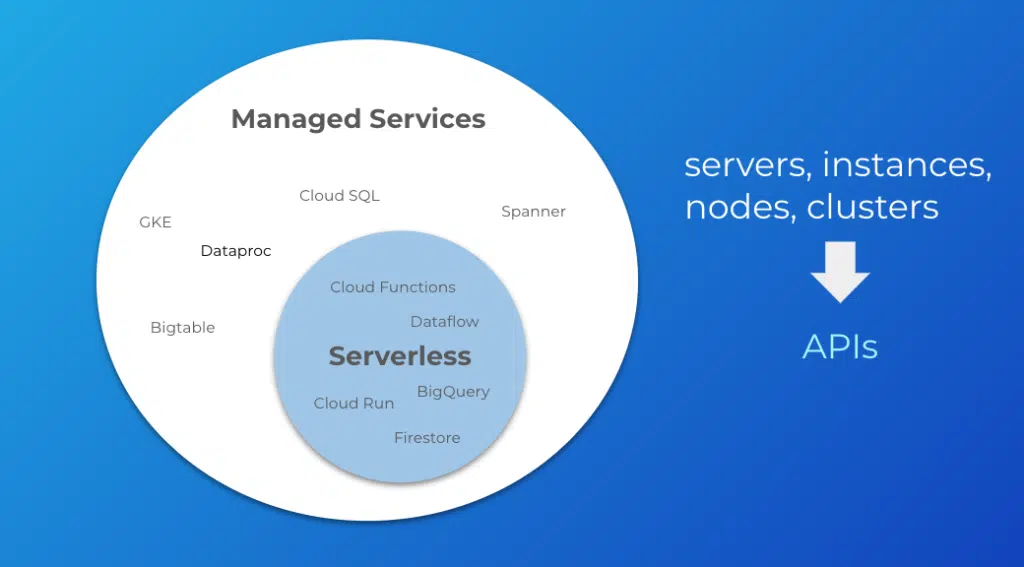 Managed Services
Cloud SQL
Spanner
GKE
Dataproc
Bigtable
Cloud Functions
Dataflow
Serverless
BigQuery
Cloud Run
Firestore
servers, instances,
nodes, clusters
APIs